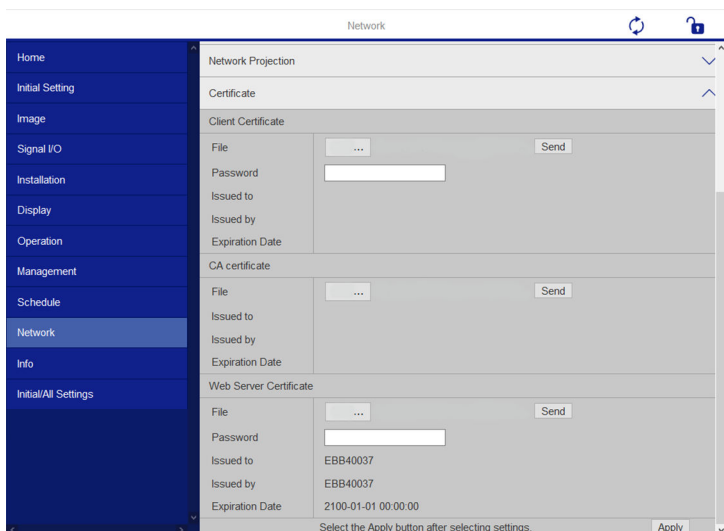 Network
Home
Initial Setting
Image
Signal I/O
Installation
Display
Operation
Management
Schedule
Network
Info
Initial/All Settings
Network Projection
Certificate
Client Certificate
File ... Send
Password
Issued to
Issued by
Expiration Date
CA certificate
File ... Send
Issued to
Issued by
Expiration Date
Web Server Certificate
File ... Send
Password
Issued to EBB40037
Issued by EBB40037
Expiration Date 2100-01-01 00:00:00
Select the Apply button after selecting settings. Apply